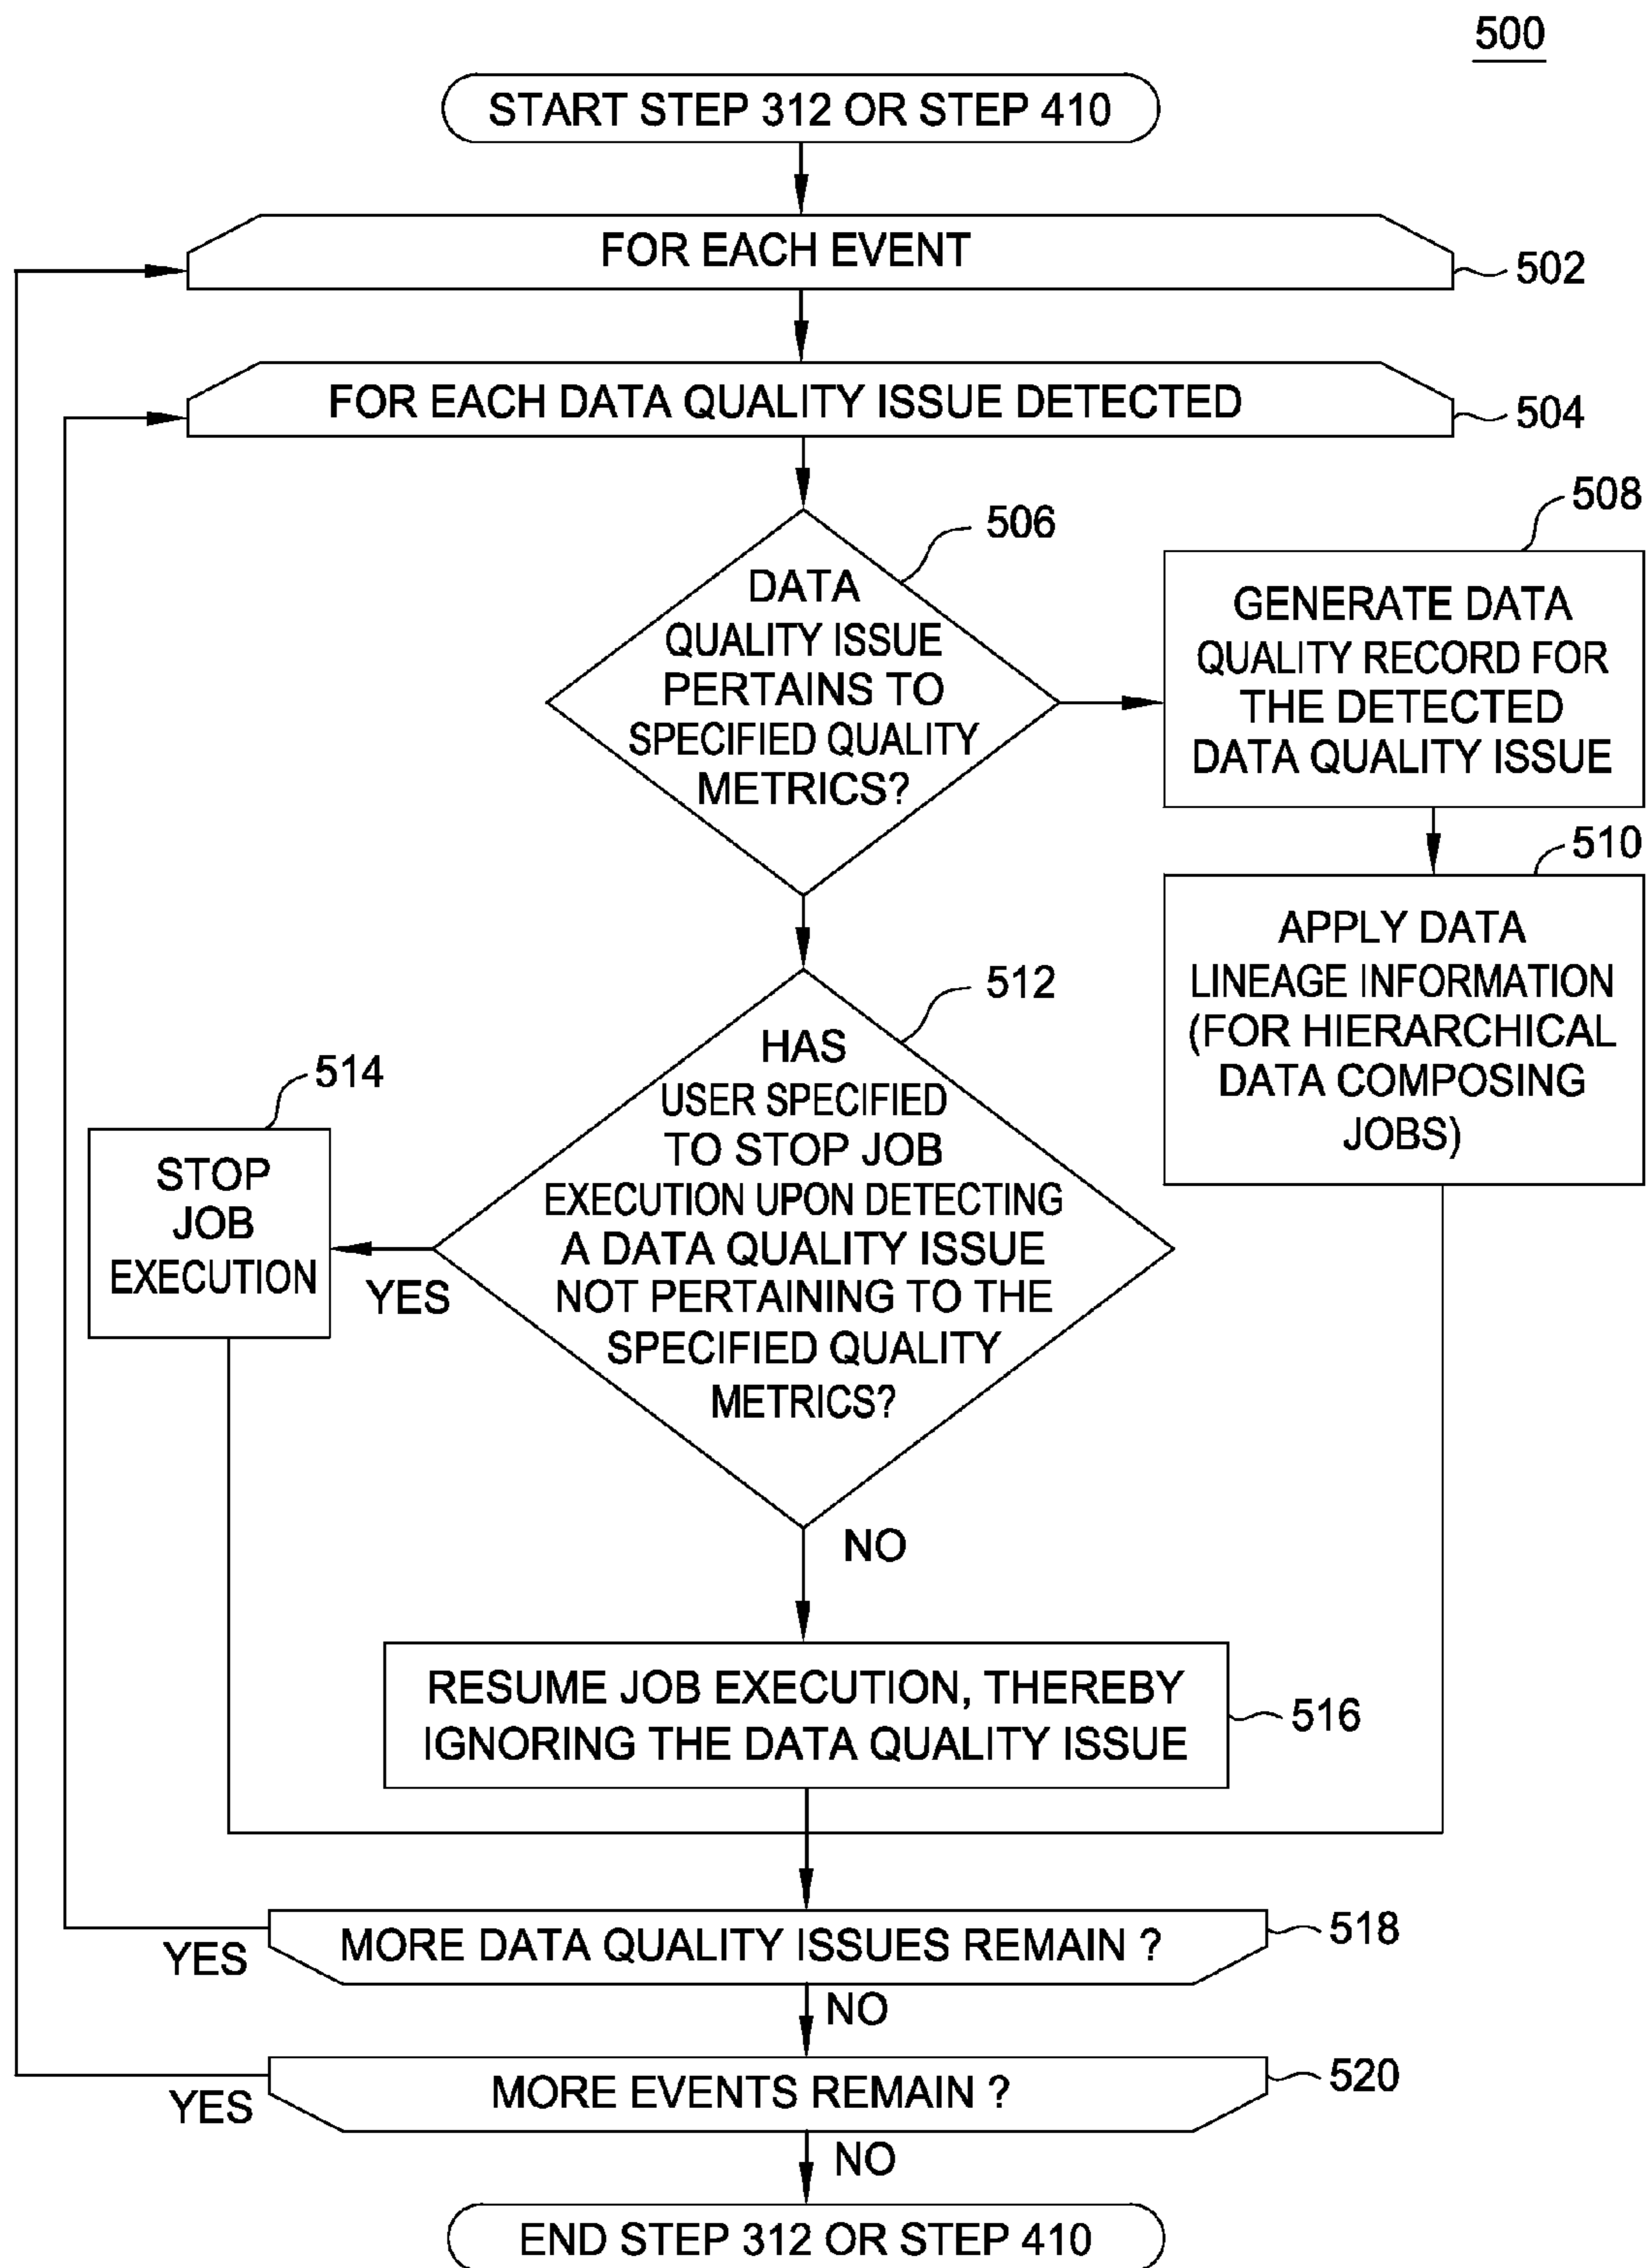 500
START STEP 312 OR STEP 410
FOR EACH EVENT
502
FOR EACH DATA QUALITY ISSUE DETECTED
504
506
DATA
QUALITY ISSUE
PERTAINS TO
SPECIFIED QUALITY
METRICS?
508
GENERATE DATA
QUALITY RECORD FOR
THE DETECTED
DATA QUALITY ISSUE
510
APPLY DATA
LINEAGE INFORMATION
(FOR HIERARCHICAL
DATA COMPOSING
JOBS)
512
HAS
USER SPECIFIED
TO STOP JOB
EXECUTION UPON DETECTING
A DATA QUALITY ISSUE
NOT PERTAINING TO THE
SPECIFIED QUALITY
METRICS?
514
STOP
JOB
EXECUTION
YES
NO
RESUME JOB EXECUTION, THEREBY
IGNORING THE DATA QUALITY ISSUE
516
MORE DATA QUALITY ISSUES REMAIN ?
518
YES
NO
MORE EVENTS REMAIN ?
520
YES
NO
END STEP 312 OR STEP 410